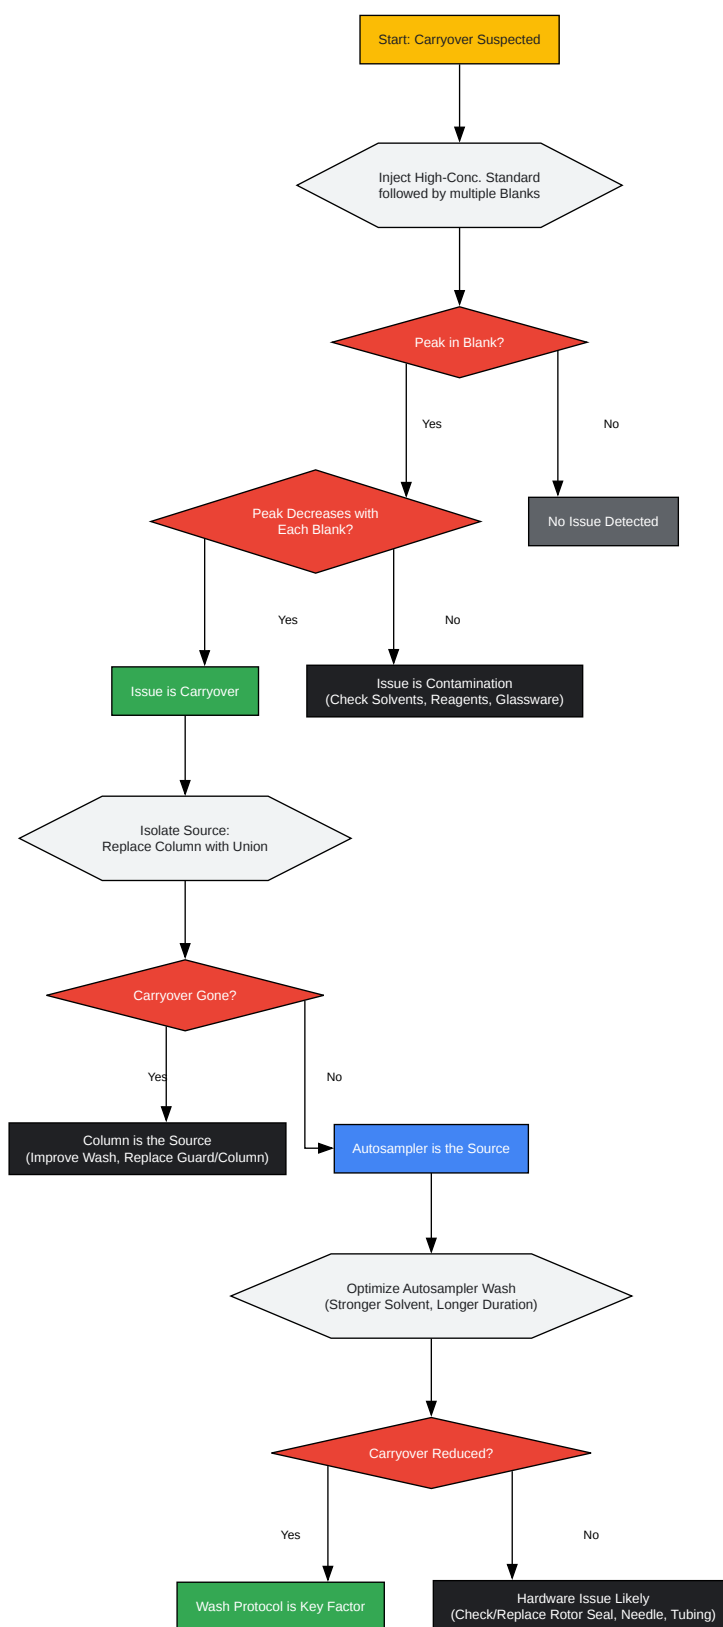 Start: Carryover Suspected
Inject High-Conc. Standard
followed by multiple Blanks
Peak in Blank?
Yes
No
Peak Decreases with
Each Blank?
No Issue Detected
Yes
No
Issue is Carryover
Issue is Contamination
(Check Solvents, Reagents, Glassware)
Isolate Source:
Replace Column with Union
Carryover Gone?
Yes
No
Column is the Source
(Improve Wash, Replace Guard/Column)
Autosampler is the Source
Optimize Autosampler Wash
(Stronger Solvent, Longer Duration)
Carryover Reduced?
Yes
No
Wash Protocol is Key Factor
Hardware Issue Likely
(Check/Replace Rotor Seal, Needle, Tubing)